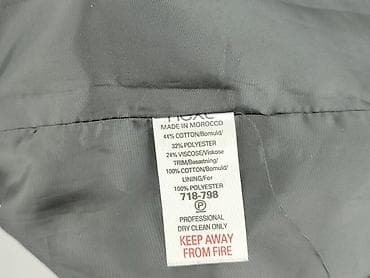 next
MADE IN MOROCCO
44% COTTON/Bomuld/
32% POLYESTER
24% VISCOSE/Viskose
TRIM/Besætning/
100% COTTON/Bomuld/
LINING/For
100% POLYESTER
718-798
P
PROFESSIONAL
DRY CLEAN ONLY
KEEP AWAY
FROM FIRE